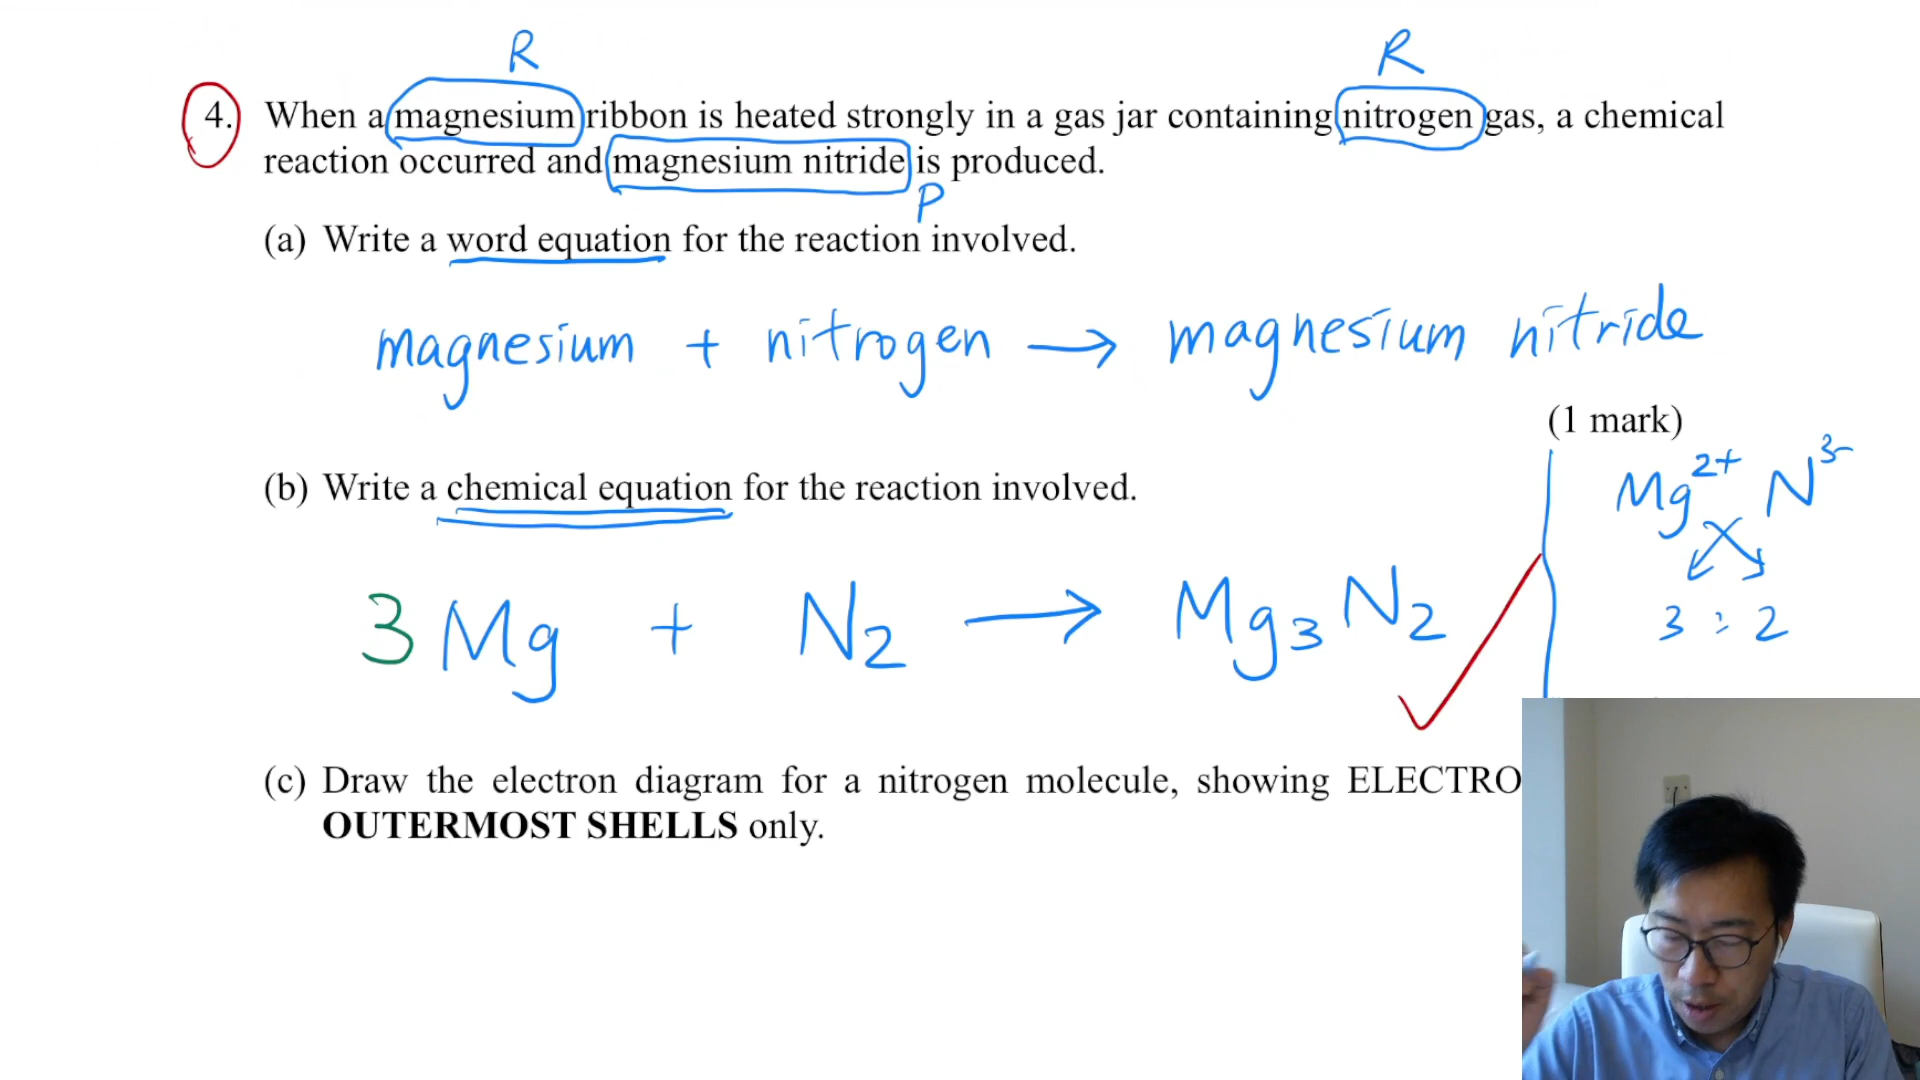 R R
4. When a magnesium ribbon is heated strongly in a gas jar containing nitrogen gas, a chemical
reaction occurred and magnesium nitride is produced.
P
(a) Write a word equation for the reaction involved.
magnesium + nitrogen → magnesium nitride
(1 mark)
Mg²⁺ N³⁻
3 : 2
(b) Write a chemical equation for the reaction involved.
3Mg + N₂ → Mg₃N₂
(c) Draw the electron diagram for a nitrogen molecule, showing ELECTRO
OUTERMOST SHELLS only.